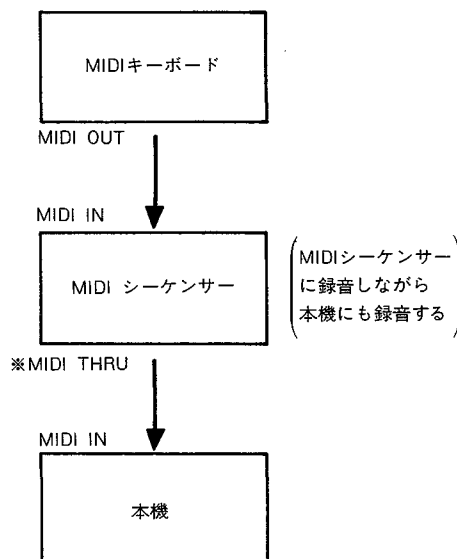 MIDIキーボード
MIDI OUT
MIDI IN
MIDI シーケンサー
MIDIシーケンサー
に録音しながら
本機にも録音する
※MIDI THRU
MIDI IN
本機